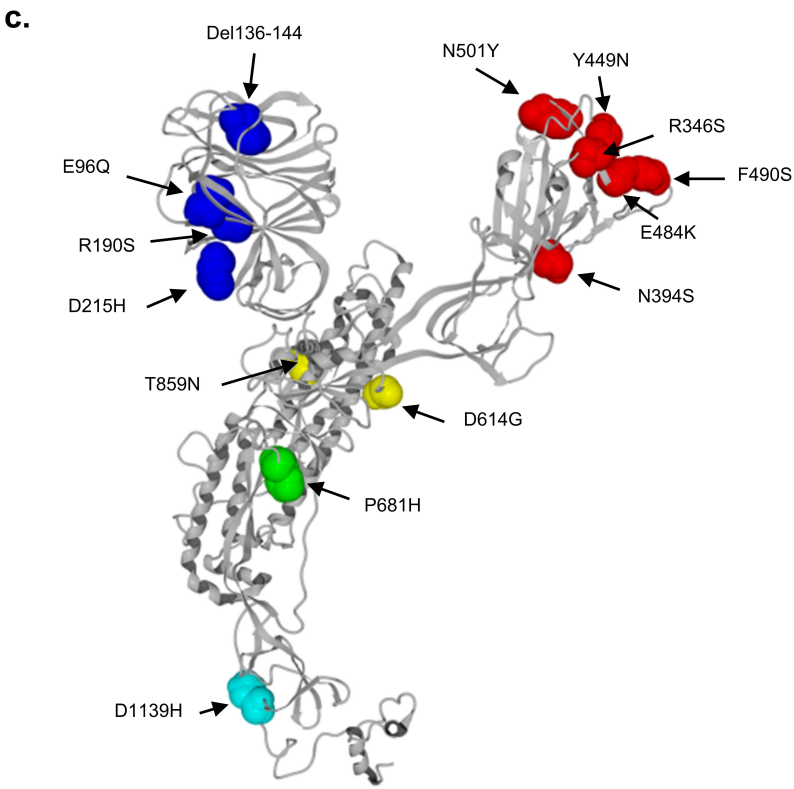 c.
Del136-144
N501Y
Y449N
R346S
E96Q
F490S
E484K
R190S
D215H
N394S
T859N
D614G
P681H
D1139H